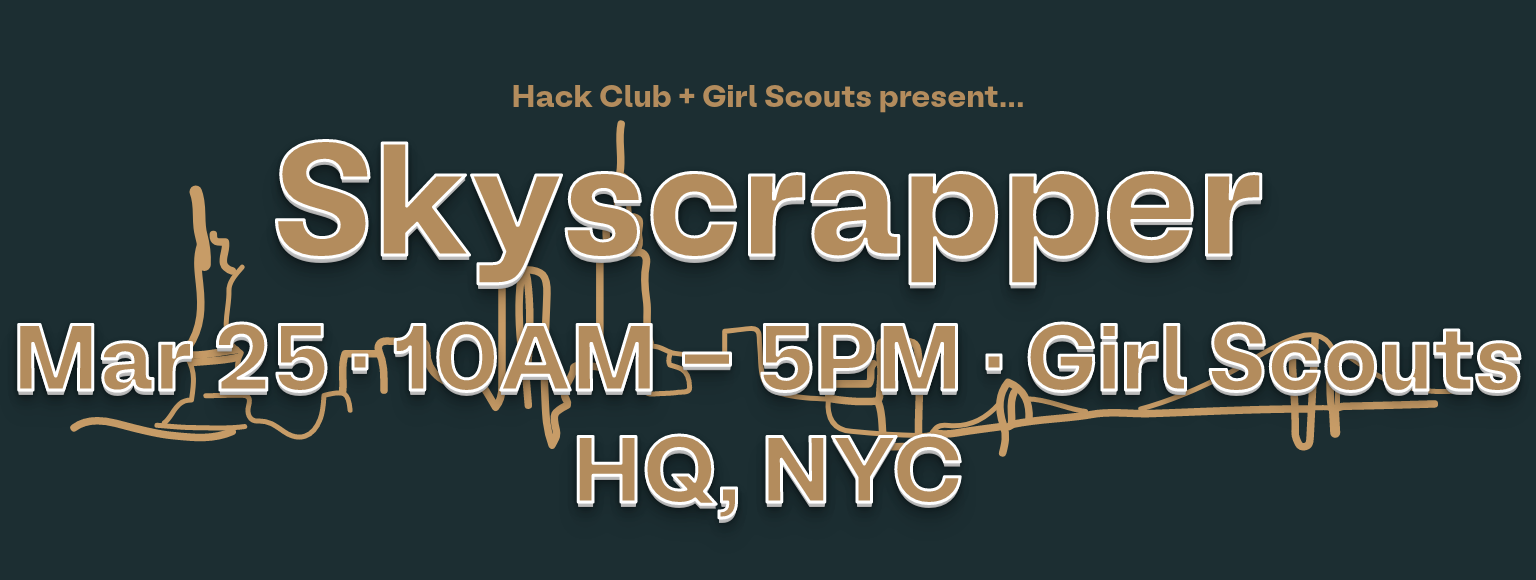 Hack Club + Girl Scouts present...
Skyscrapper
Mar 25 · 10AM – 5PM · Girl Scouts
HQ, NYC